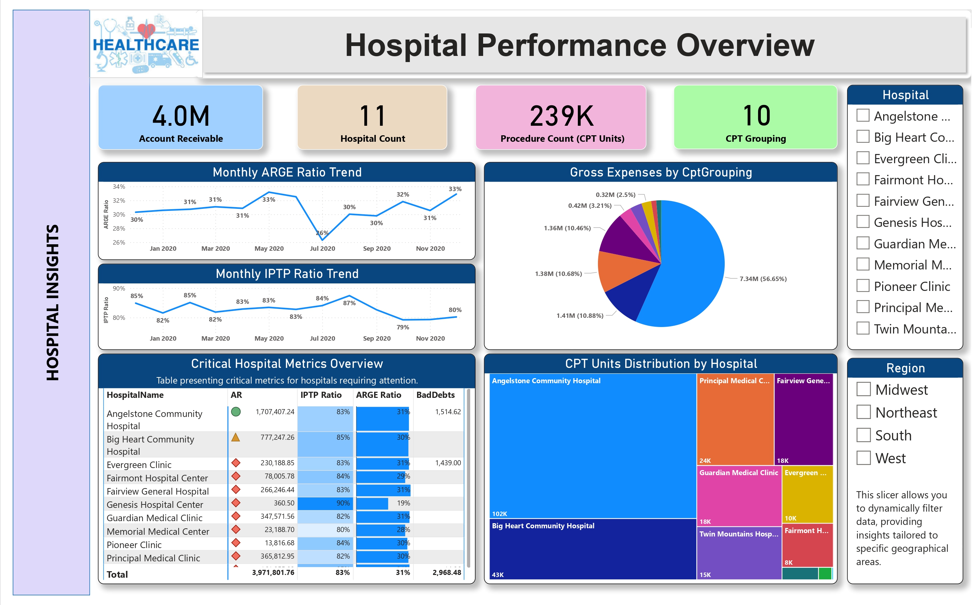 HEALTHCARE
Hospital Performance Overview
HOSPITAL INSIGHTS
4.0M
Account Receivable
11
Hospital Count
239K
Procedure Count (CPT Units)
10
CPT Grouping
Hospital
Angelstone ...
Big Heart Co...
Evergreen Cli...
Fairmont Ho...
Fairview Gen...
Genesis Hos...
Guardian Me...
Memorial M...
Pioneer Clinic
Principal Me...
Twin Mounta...
Monthly ARGE Ratio Trend
ARGE Ratio
34%
32%
30%
28%
26%
30%
31%
31%
31%
33%
26%
30%
30%
32%
31%
33%
Jan 2020
Mar 2020
May 2020
Jul 2020
Sep 2020
Nov 2020
Monthly IPTP Ratio Trend
IPTP Ratio
90%
80%
85%
82%
85%
82%
83%
83%
83%
84%
87%
79%
80%
Jan 2020
Mar 2020
May 2020
Jul 2020
Sep 2020
Nov 2020
Gross Expenses by CptGrouping
0.32M (2.5%)
0.42M (3.21%)
1.36M (10.46%)
1.38M (10.68%)
1.41M (10.88%)
7.34M (56.65%)
Critical Hospital Metrics Overview
Table presenting critical metrics for hospitals requiring attention.
HospitalName AR IPTP Ratio ARGE Ratio BadDebts
Angelstone Community Hospital 1,707,407.24 83% 31% 1,514.62
Big Heart Community Hospital 777,247.26 85% 30%
Evergreen Clinic 230,188.85 83% 31% 1,439.00
Fairmont Hospital Center 78,005.78 84% 29%
Fairview General Hospital 266,246.44 83% 31%
Genesis Hospital Center 360.50 90% 19%
Guardian Medical Clinic 347,571.56 82% 31%
Memorial Medical Center 23,188.70 80% 28%
Pioneer Clinic 13,816.68 84% 30%
Principal Medical Clinic 365,812.95 82% 30%
Total 3,971,801.76 83% 31% 2,968.48
CPT Units Distribution by Hospital
Angelstone Community Hospital
102K
Big Heart Community Hospital
43K
Principal Medical C...
24K
Fairview Gene...
18K
Guardian Medical Clinic
18K
Twin Mountains Hosp...
15K
Evergreen ...
10K
Fairmont H...
8K
Region
Midwest
Northeast
South
West
This slicer allows you
to dynamically filter
data, providing
insights tailored to
specific geographical
areas.